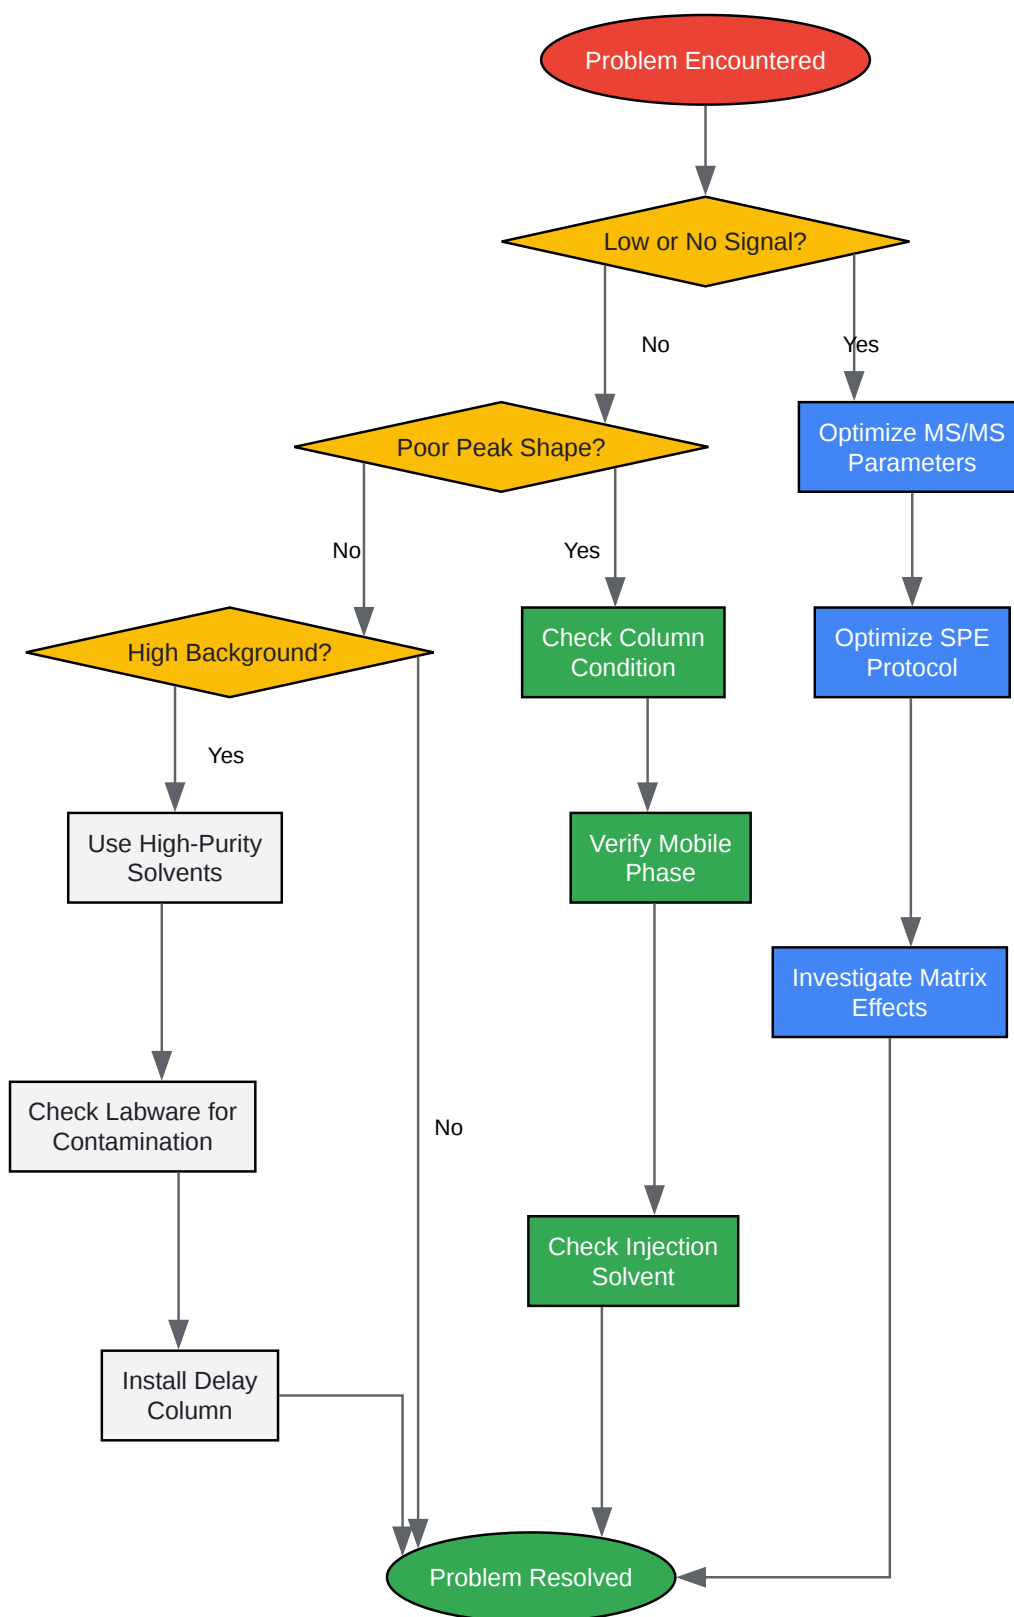 Problem Encountered
Low or No Signal?
No
Yes
Poor Peak Shape?
Optimize MS/MS
Parameters
No
Yes
High Background?
Check Column
Condition
Optimize SPE
Protocol
Yes
Use High-Purity
Solvents
Verify Mobile
Phase
Investigate Matrix
Effects
Check Labware for
Contamination
No
Check Injection
Solvent
Install Delay
Column
Problem Resolved